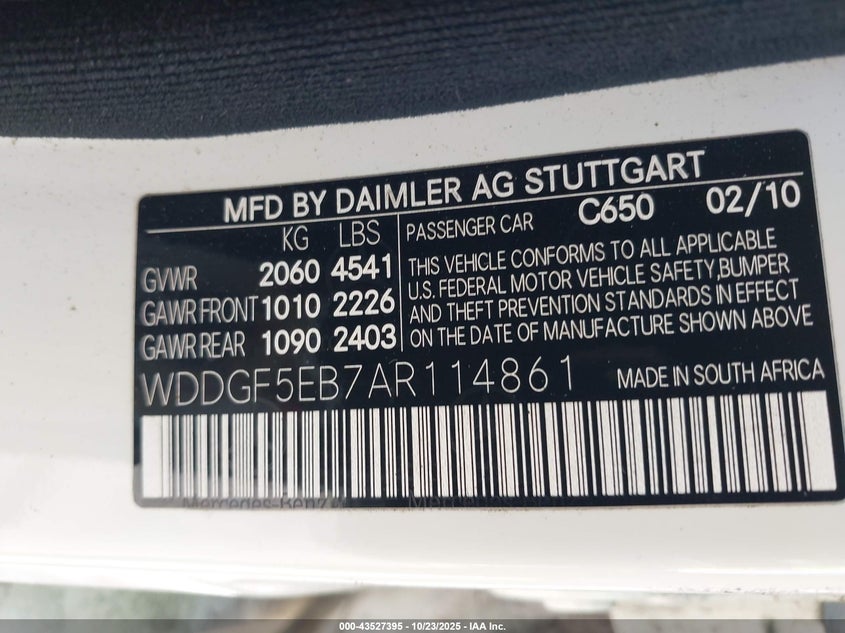 MFD BY DAIMLER AG STUTTGART
KG LBS
GVWR 2060 4541
GAWR FRONT 1010 2226
GAWR REAR 1090 2403
PASSENGER CAR C650 02/10
THIS VEHICLE CONFORMS TO ALL APPLICABLE
U.S. FEDERAL MOTOR VEHICLE SAFETY,BUMPER
AND THEFT PREVENTION STANDARDS IN EFFECT
ON THE DATE OF MANUFACTURE SHOWN ABOVE
WDDGF5EB7AR114861 MADE IN SOUTH AFRICA
Mercedes-Benz
000-43527395 - 10/23/2025 - IAA Inc.